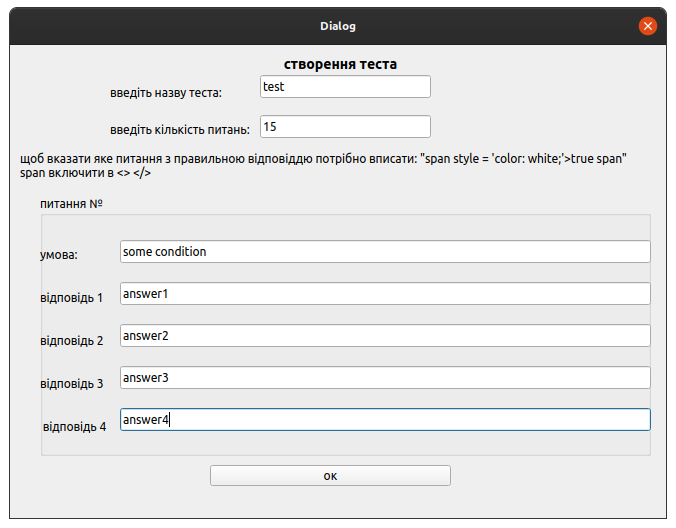 Dialog
створення теста
введіть назву теста: test
введіть кількість питань: 15
щоб вказати яке питання з правильною відповіддю потрібно вписати: "span style = 'color: white;'>true span"
span включити в <> </>
питання №
умова: some condition
відповідь 1 answer1
відповідь 2 answer2
відповідь 3 answer3
відповідь 4 answer4
ок